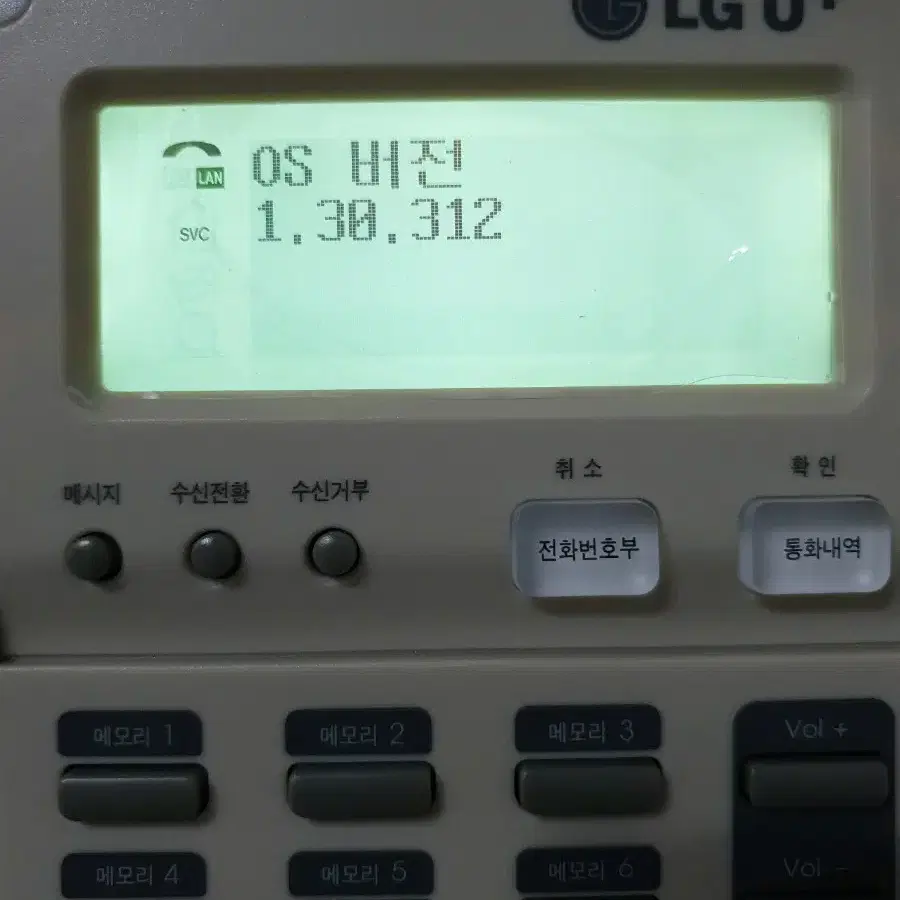 LG U+
OS 버전
LAN
1.30.312
SVC
취소
확인
메시지
수신전환
수신거부
전화번호부
통화내역
메모리 1
메모리 2
메모리 3
Vol +
메모리 4
메모리 5
메모리 6
Vol -